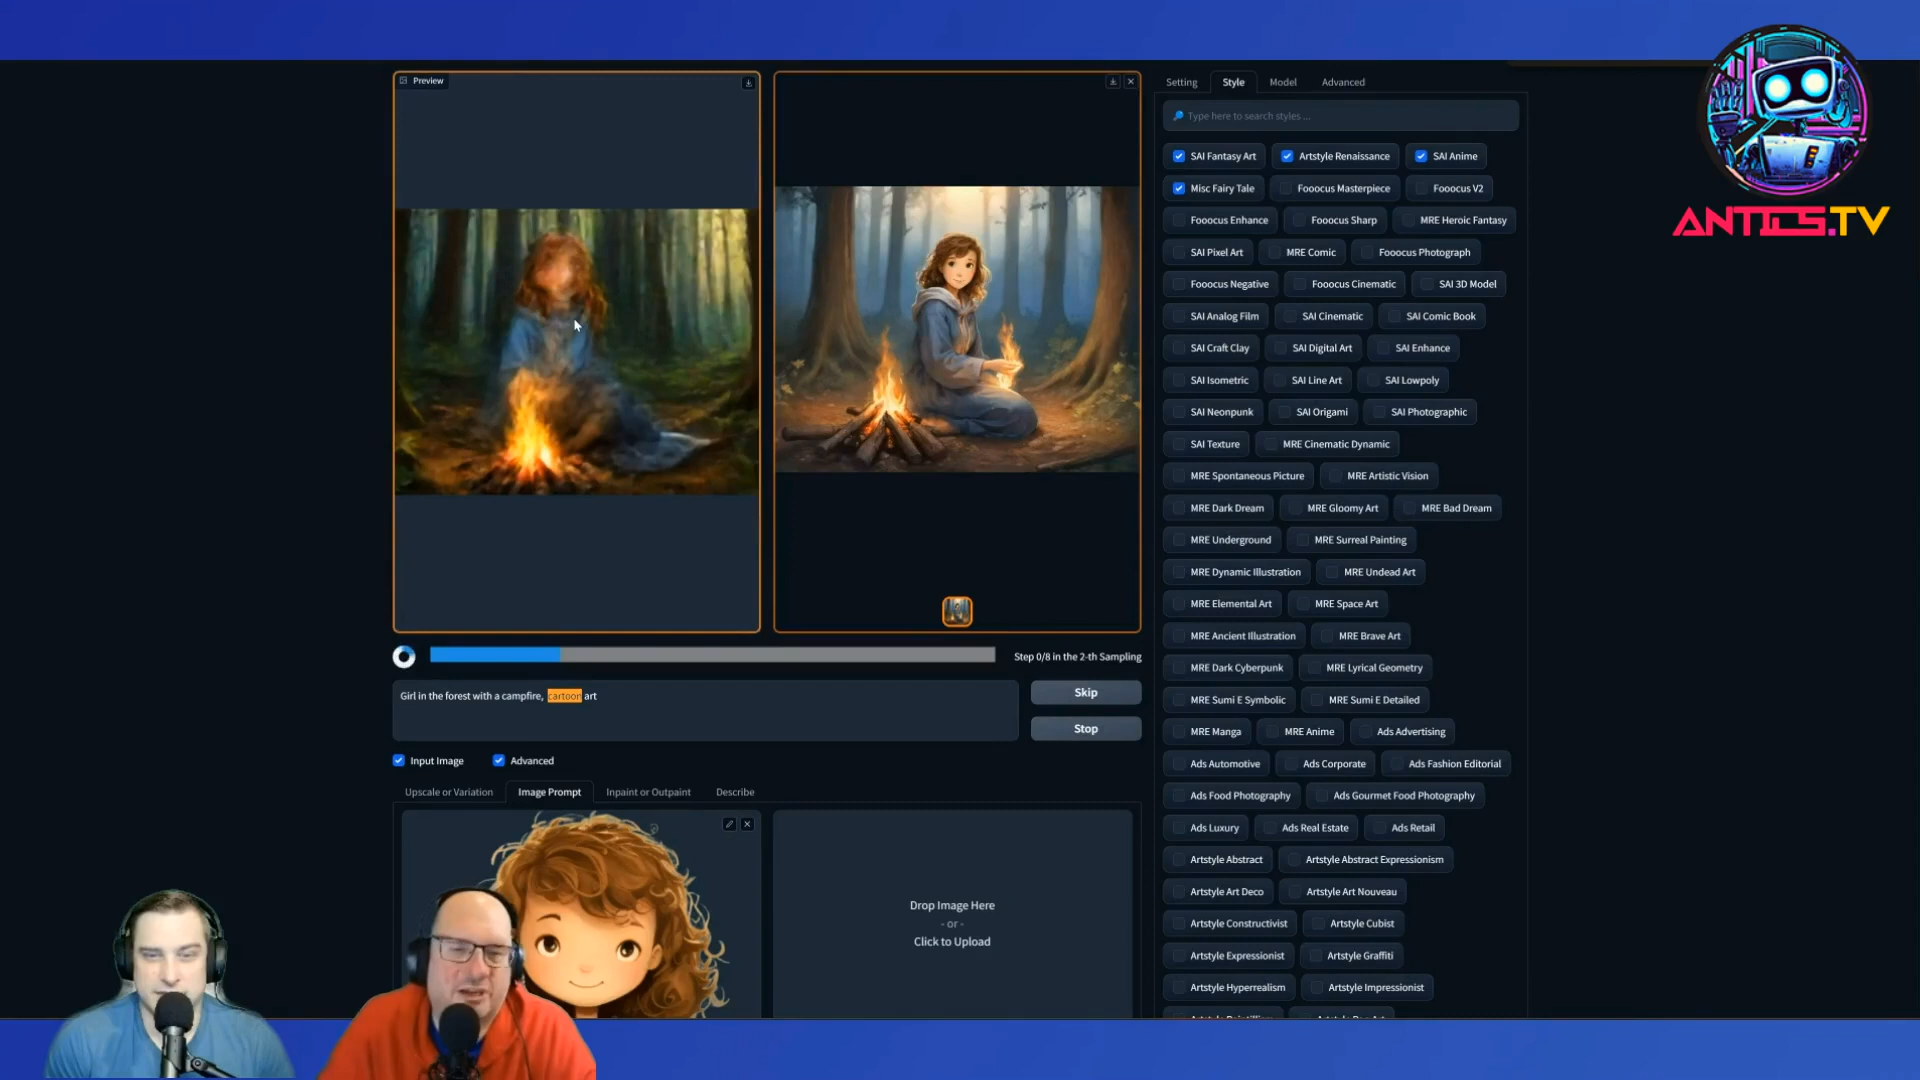 Preview
Setting Style Model Advanced
ANTICS.TV
Type here to search styles ...
SAI Fantasy Art Artstyle Renaissance SAI Anime
Misc Fairy Tale Fooocus Masterpiece Fooocus V2
Fooocus Enhance Fooocus Sharp MRE Heroic Fantasy
SAI Pixel Art MRE Comic Fooocus Photograph
Fooocus Negative Fooocus Cinematic SAI 3D Model
SAI Analog Film SAI Cinematic SAI Comic Book
SAI Craft Clay SAI Digital Art SAI Enhance
SAI Isometric SAI Line Art SAI Lowpoly
SAI Neonpunk SAI Origami SAI Photographic
SAI Texture MRE Cinematic Dynamic
MRE Spontaneous Picture MRE Artistic Vision
MRE Dark Dream MRE Gloomy Art MRE Bad Dream
MRE Underground MRE Surreal Painting
MRE Dynamic Illustration MRE Undead Art
MRE Elemental Art MRE Space Art
MRE Ancient Illustration MRE Brave Art
MRE Dark Cyberpunk MRE Lyrical Geometry
MRE Sumi E Symbolic MRE Sumi E Detailed
MRE Manga MRE Anime Ads Advertising
Ads Automotive Ads Corporate Ads Fashion Editorial
Ads Food Photography Ads Gourmet Food Photography
Ads Luxury Ads Real Estate Ads Retail
Artstyle Abstract Artstyle Abstract Expressionism
Artstyle Art Deco Artstyle Art Nouveau
Artstyle Constructivist Artstyle Cubist
Artstyle Expressionist Artstyle Graffiti
Artstyle Hyperrealism Artstyle Impressionist
Step 0/8 in the 2-th Sampling
Girl in the forest with a campfire, cartoon art
Skip
Stop
Input Image Advanced
Upscale or Variation Image Prompt Inpaint or Outpaint Describe
Drop Image Here
- or -
Click to Upload